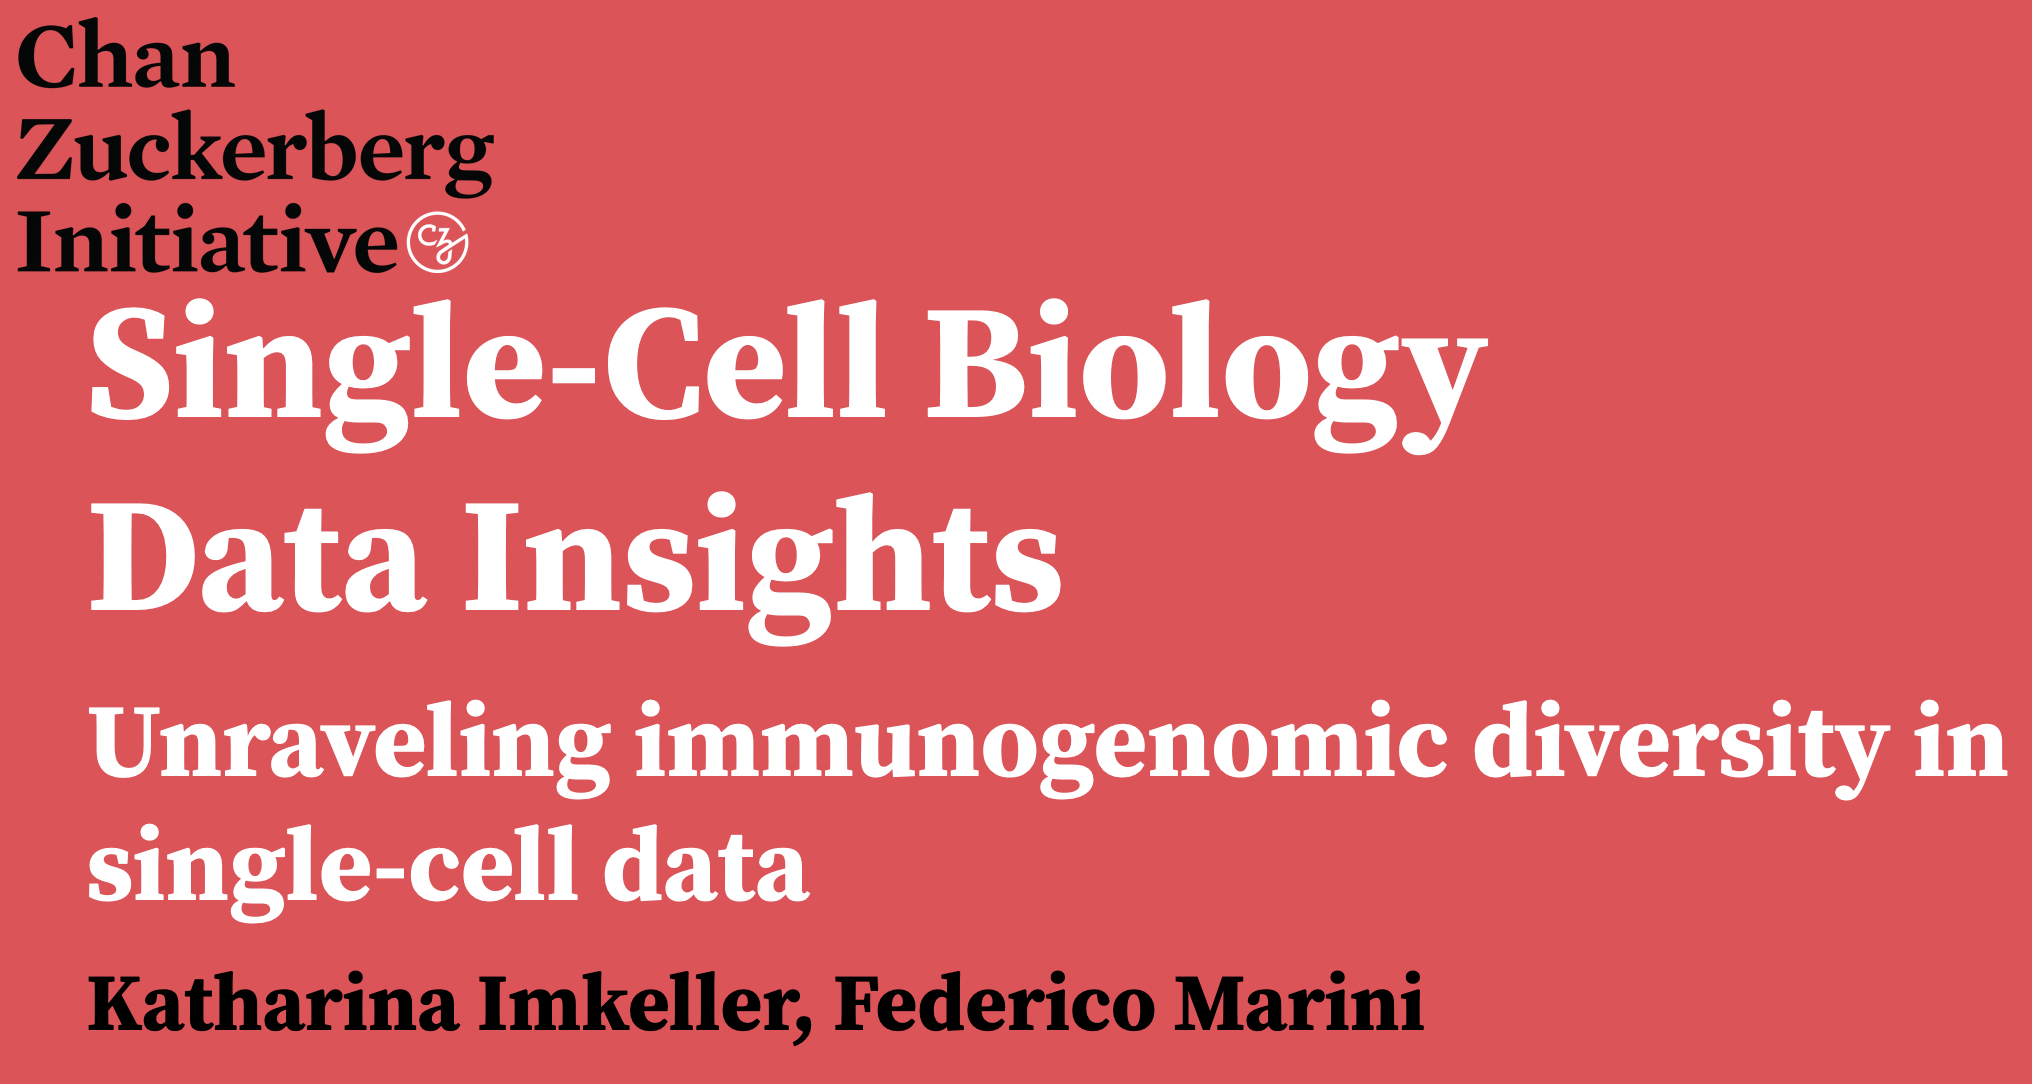 Chan
Zuckerberg
Initiative CZ
Single-Cell Biology
Data Insights
Unraveling immunogenomic diversity in
single-cell data
Katharina Imkeller, Federico Marini